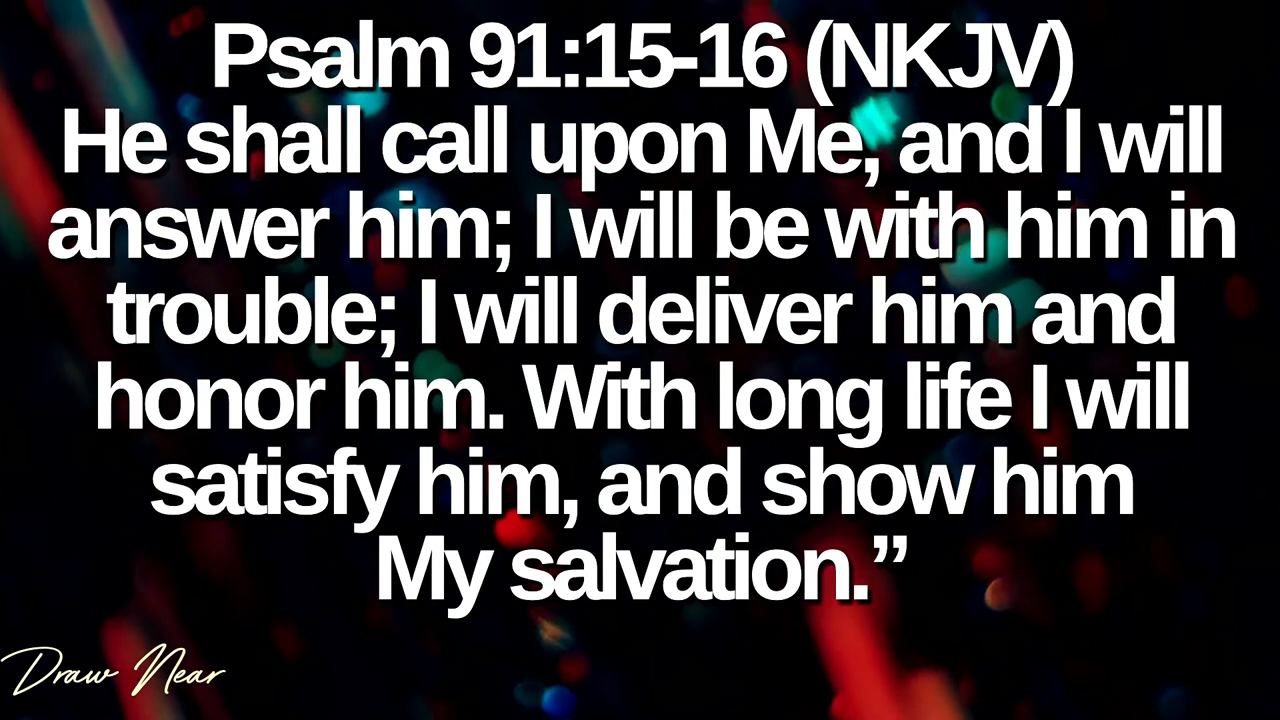 Psalm 91:15-16 (NKJV)
He shall call upon Me, and I will
answer him; I will be with him in
trouble; I will deliver him and
honor him. With long life I will
satisfy him, and show him
My salvation.”
Draw Near